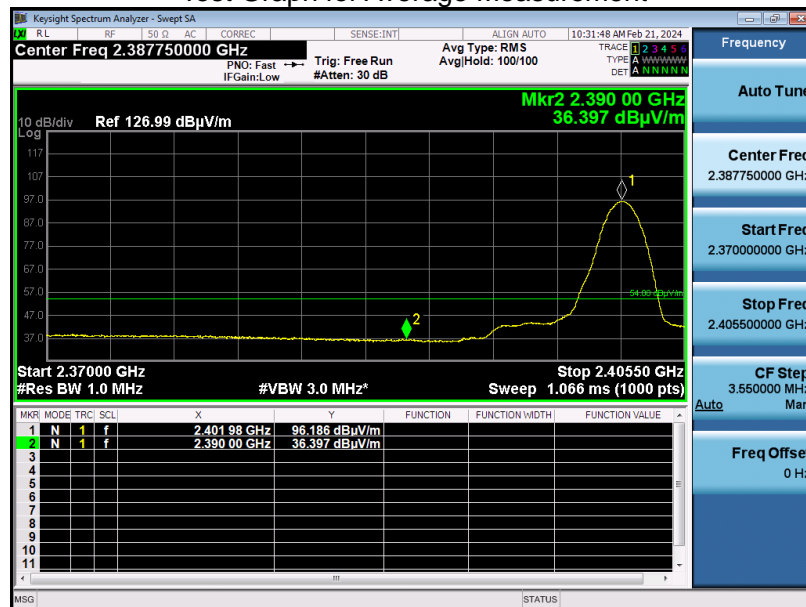 Test Graph for Average Measurement
Keysight Spectrum Analyzer - Swept SA
LXI RL RF 50 Ω AC CORREC SENSE:INT ALIGN AUTO 10:31:48 AM Feb 21, 2024
Center Freq 2.387750000 GHz
PNO: Fast
IFGain:Low
Trig: Free Run
#Atten: 30 dB
Avg Type: RMS
Avg|Hold: 100/100
TRACE 1 2 3 4 5 6
TYPE A WWWWW
DET A N N N N N
Mkr2 2.390 00 GHz
36.397 dBµV/m
10 dB/div Ref 126.99 dBµV/m
Log
117
107
97.0
87.0
77.0
67.0
57.0
47.0
37.0
1
54.00 dBµV/m
2
Start 2.37000 GHz Stop 2.40550 GHz
#Res BW 1.0 MHz #VBW 3.0 MHz* Sweep 1.066 ms (1000 pts)
MKR MODE TRC SCL X Y FUNCTION FUNCTION WIDTH FUNCTION VALUE
1 N 1 f 2.401 98 GHz 96.186 dBµV/m
2 N 1 f 2.390 00 GHz 36.397 dBµV/m
3
4
5
6
7
8
9
10
11
MSG STATUS
Frequency
Auto Tune
Center Freq
2.387750000 GHz
Start Freq
2.370000000 GHz
Stop Freq
2.405500000 GHz
CF Step
3.550000 MHz
Auto Man
Freq Offset
0 Hz